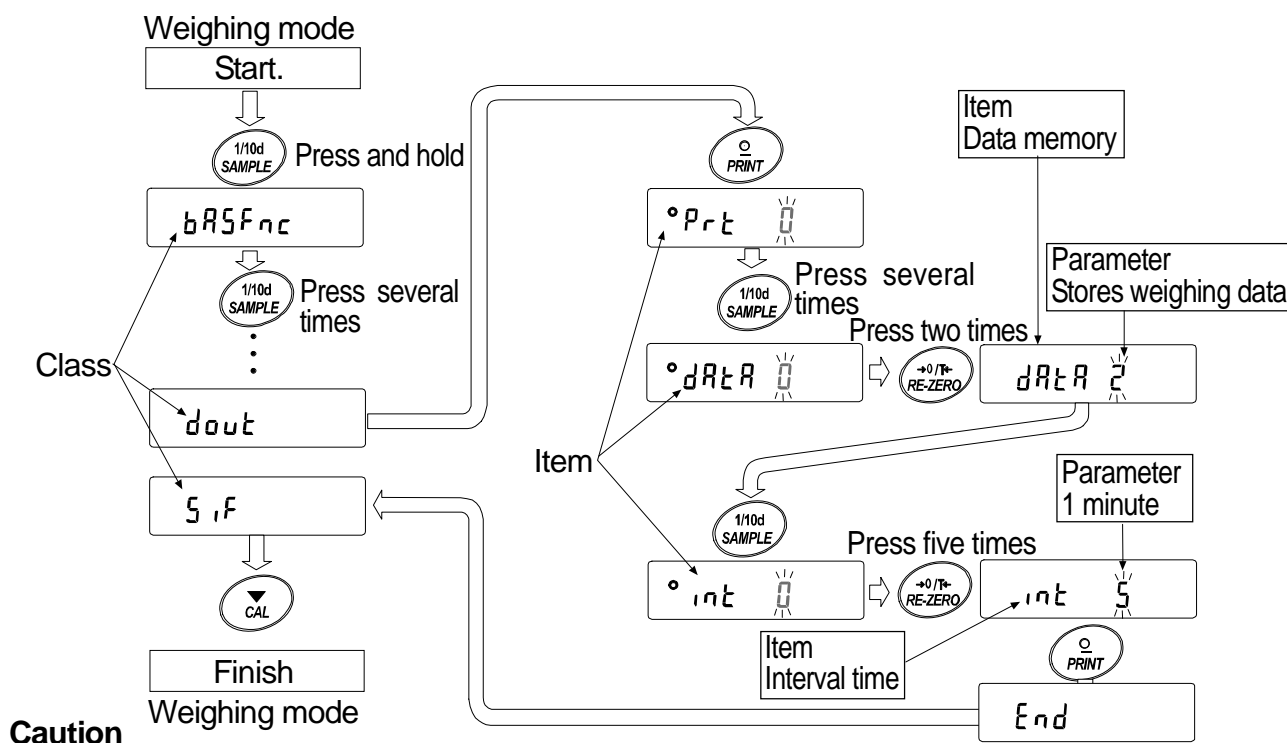 Weighing mode
Start.
1/10d
SAMPLE
Press and hold
bASFnc
1/10d
SAMPLE
Press several
times
Class
dout
SiF
CAL
Finish
Weighing mode
Caution
PRINT
Prt 0
1/10d
SAMPLE
Press several
times
Item
dAtA 0
Press two times
→0/T←
RE-ZERO
Item
Data memory
Parameter
Stores weighing data
dAtA 2
1/10d
SAMPLE
int 0
Press five times
→0/T←
RE-ZERO
Parameter
1 minute
int 5
Item
Interval time
PRINT
End